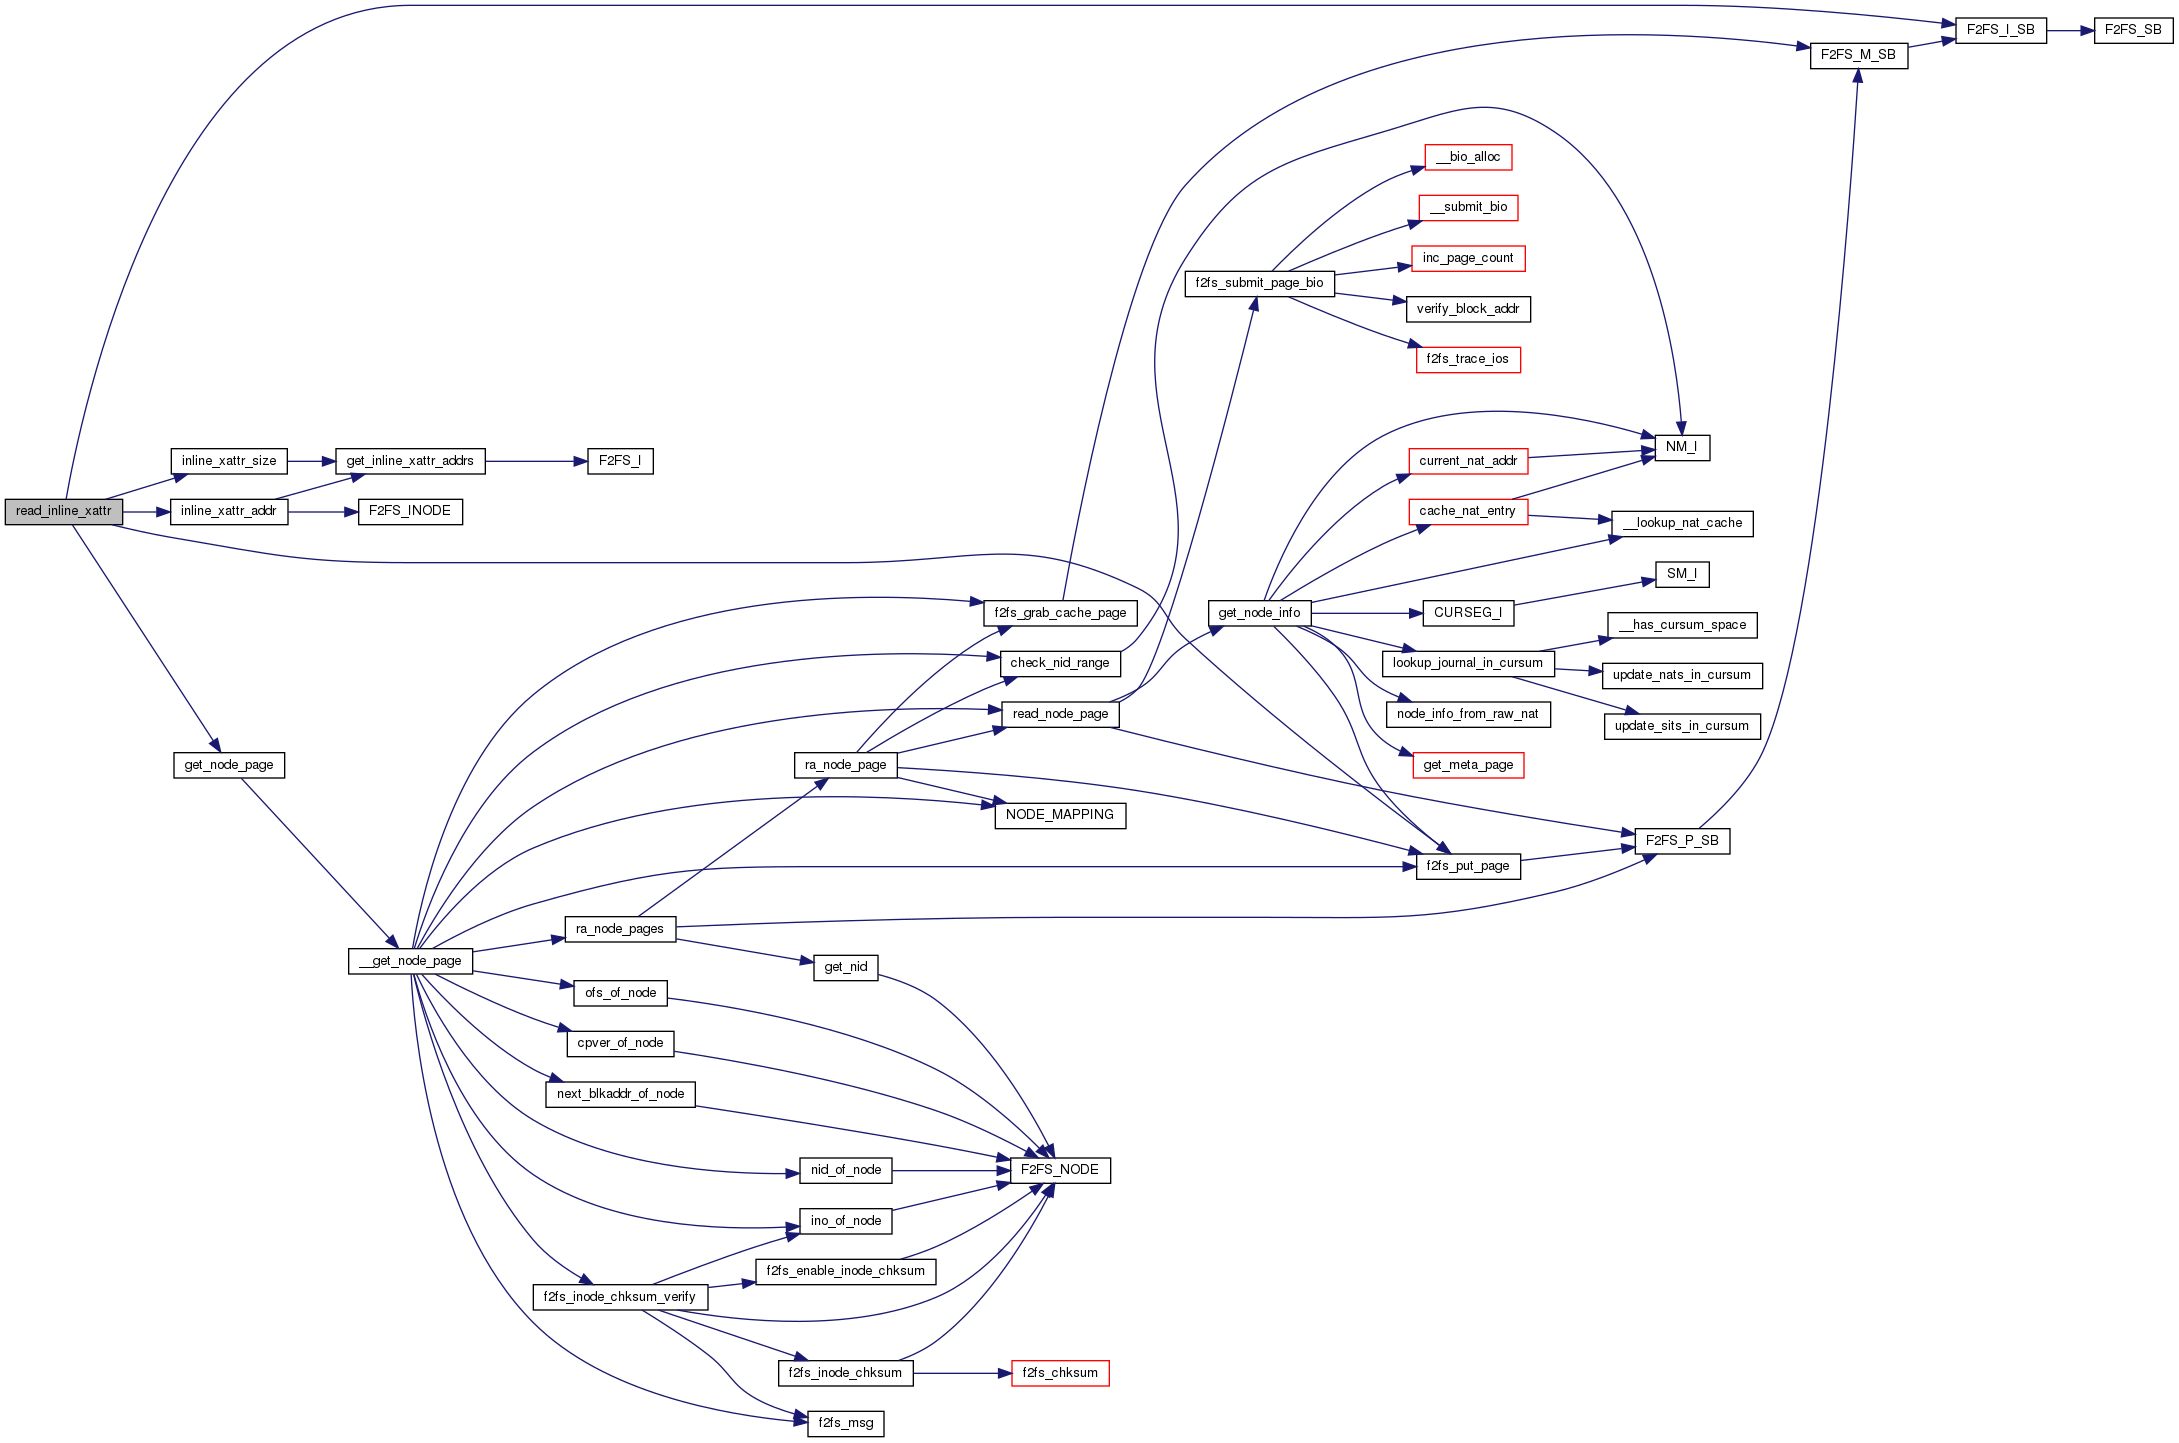 read_inline_xattr
inline_xattr_size
inline_xattr_addr
get_node_page
get_inline_xattr_addrs
F2FS_INODE
__get_node_page
F2FS_I
ra_node_pages
ofs_of_node
cpver_of_node
next_blkaddr_of_node
f2fs_inode_chksum_verify
ra_node_page
get_nid
nid_of_node
ino_of_node
f2fs_enable_inode_chksum
f2fs_inode_chksum
f2fs_msg
f2fs_grab_cache_page
check_nid_range
read_node_page
NODE_MAPPING
F2FS_NODE
f2fs_chksum
f2fs_submit_page_bio
get_node_info
__bio_alloc
__submit_bio
inc_page_count
verify_block_addr
f2fs_trace_ios
current_nat_addr
cache_nat_entry
CURSEG_I
lookup_journal_in_cursum
node_info_from_raw_nat
get_meta_page
f2fs_put_page
NM_I
__lookup_nat_cache
SM_I
__has_cursum_space
update_nats_in_cursum
update_sits_in_cursum
F2FS_P_SB
F2FS_M_SB
F2FS_I_SB
F2FS_SB